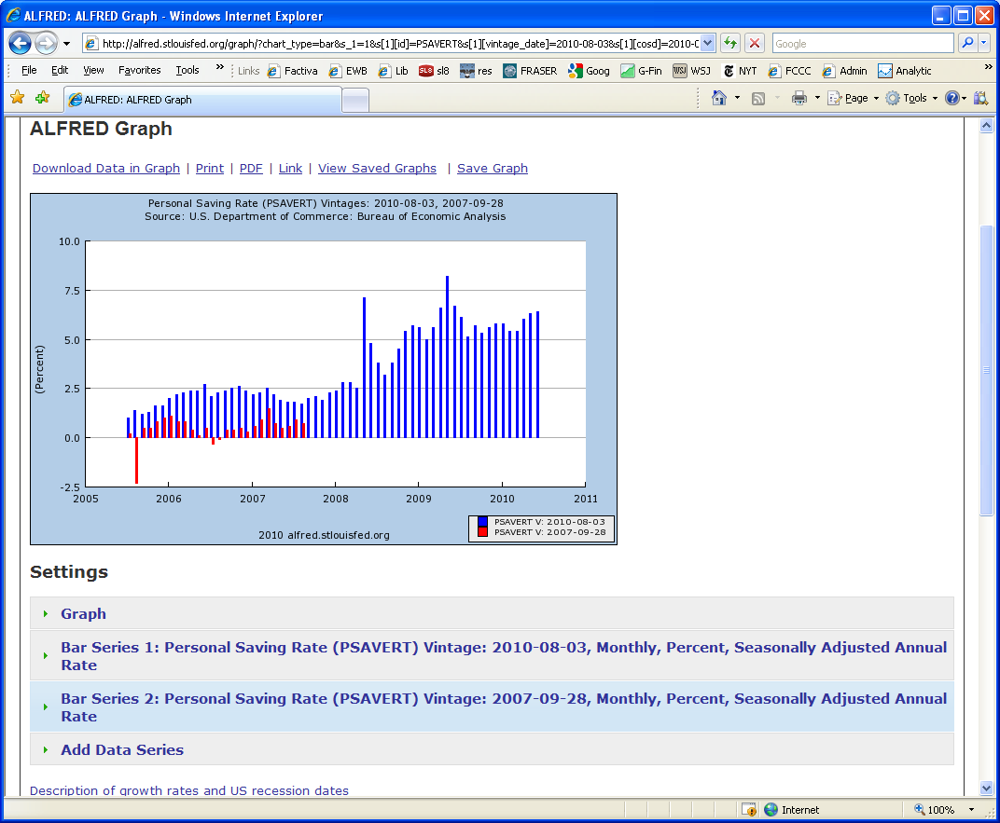 ALFRED: ALFRED Graph - Windows Internet Explorer
http://alfred.stlouisfed.org/graph/?chart_type=bar&s_1=1&s[1][id]=PSAVERT&s[1][vintage_date]=2010-08-03&s[1][cosd]=2010-0
Google
File Edit View Favorites Tools » Links Factiva EWB Lib SL8 sl8 res FRASER Goog G-Fin WSJ WSJ NYT FCCC Admin Analytic »
ALFRED: ALFRED Graph Page Tools
ALFRED Graph
Download Data in Graph | Print | PDF | Link | View Saved Graphs | Save Graph
Personal Saving Rate (PSAVERT) Vintages: 2010-08-03, 2007-09-28
Source: U.S. Department of Commerce: Bureau of Economic Analysis
10.0
7.5
5.0
2.5
0.0
-2.5
(Percent)
2005 2006 2007 2008 2009 2010 2011
PSAVERT V: 2010-08-03
PSAVERT V: 2007-09-28
2010 alfred.stlouisfed.org
Settings
Graph
Bar Series 1: Personal Saving Rate (PSAVERT) Vintage: 2010-08-03, Monthly, Percent, Seasonally Adjusted Annual
Rate
Bar Series 2: Personal Saving Rate (PSAVERT) Vintage: 2007-09-28, Monthly, Percent, Seasonally Adjusted Annual
Rate
Add Data Series
Description of growth rates and US recession dates
Internet 100%